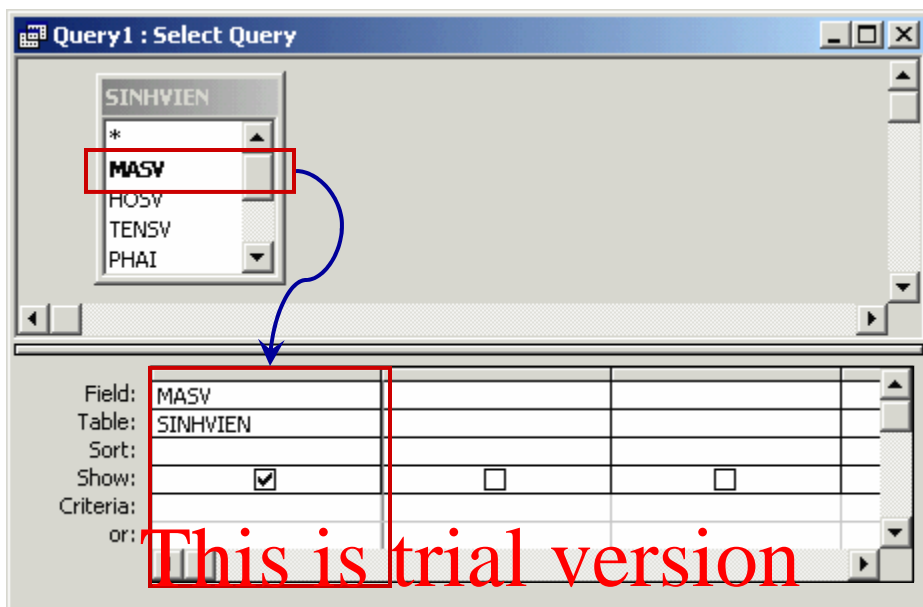 Query1 : Select Query
SINHVIEN
*
MASV
HOSV
TENSV
PHAI
Field: MASV
Table: SINHVIEN
Sort:
Show:
Criteria:
or:
This is trial version